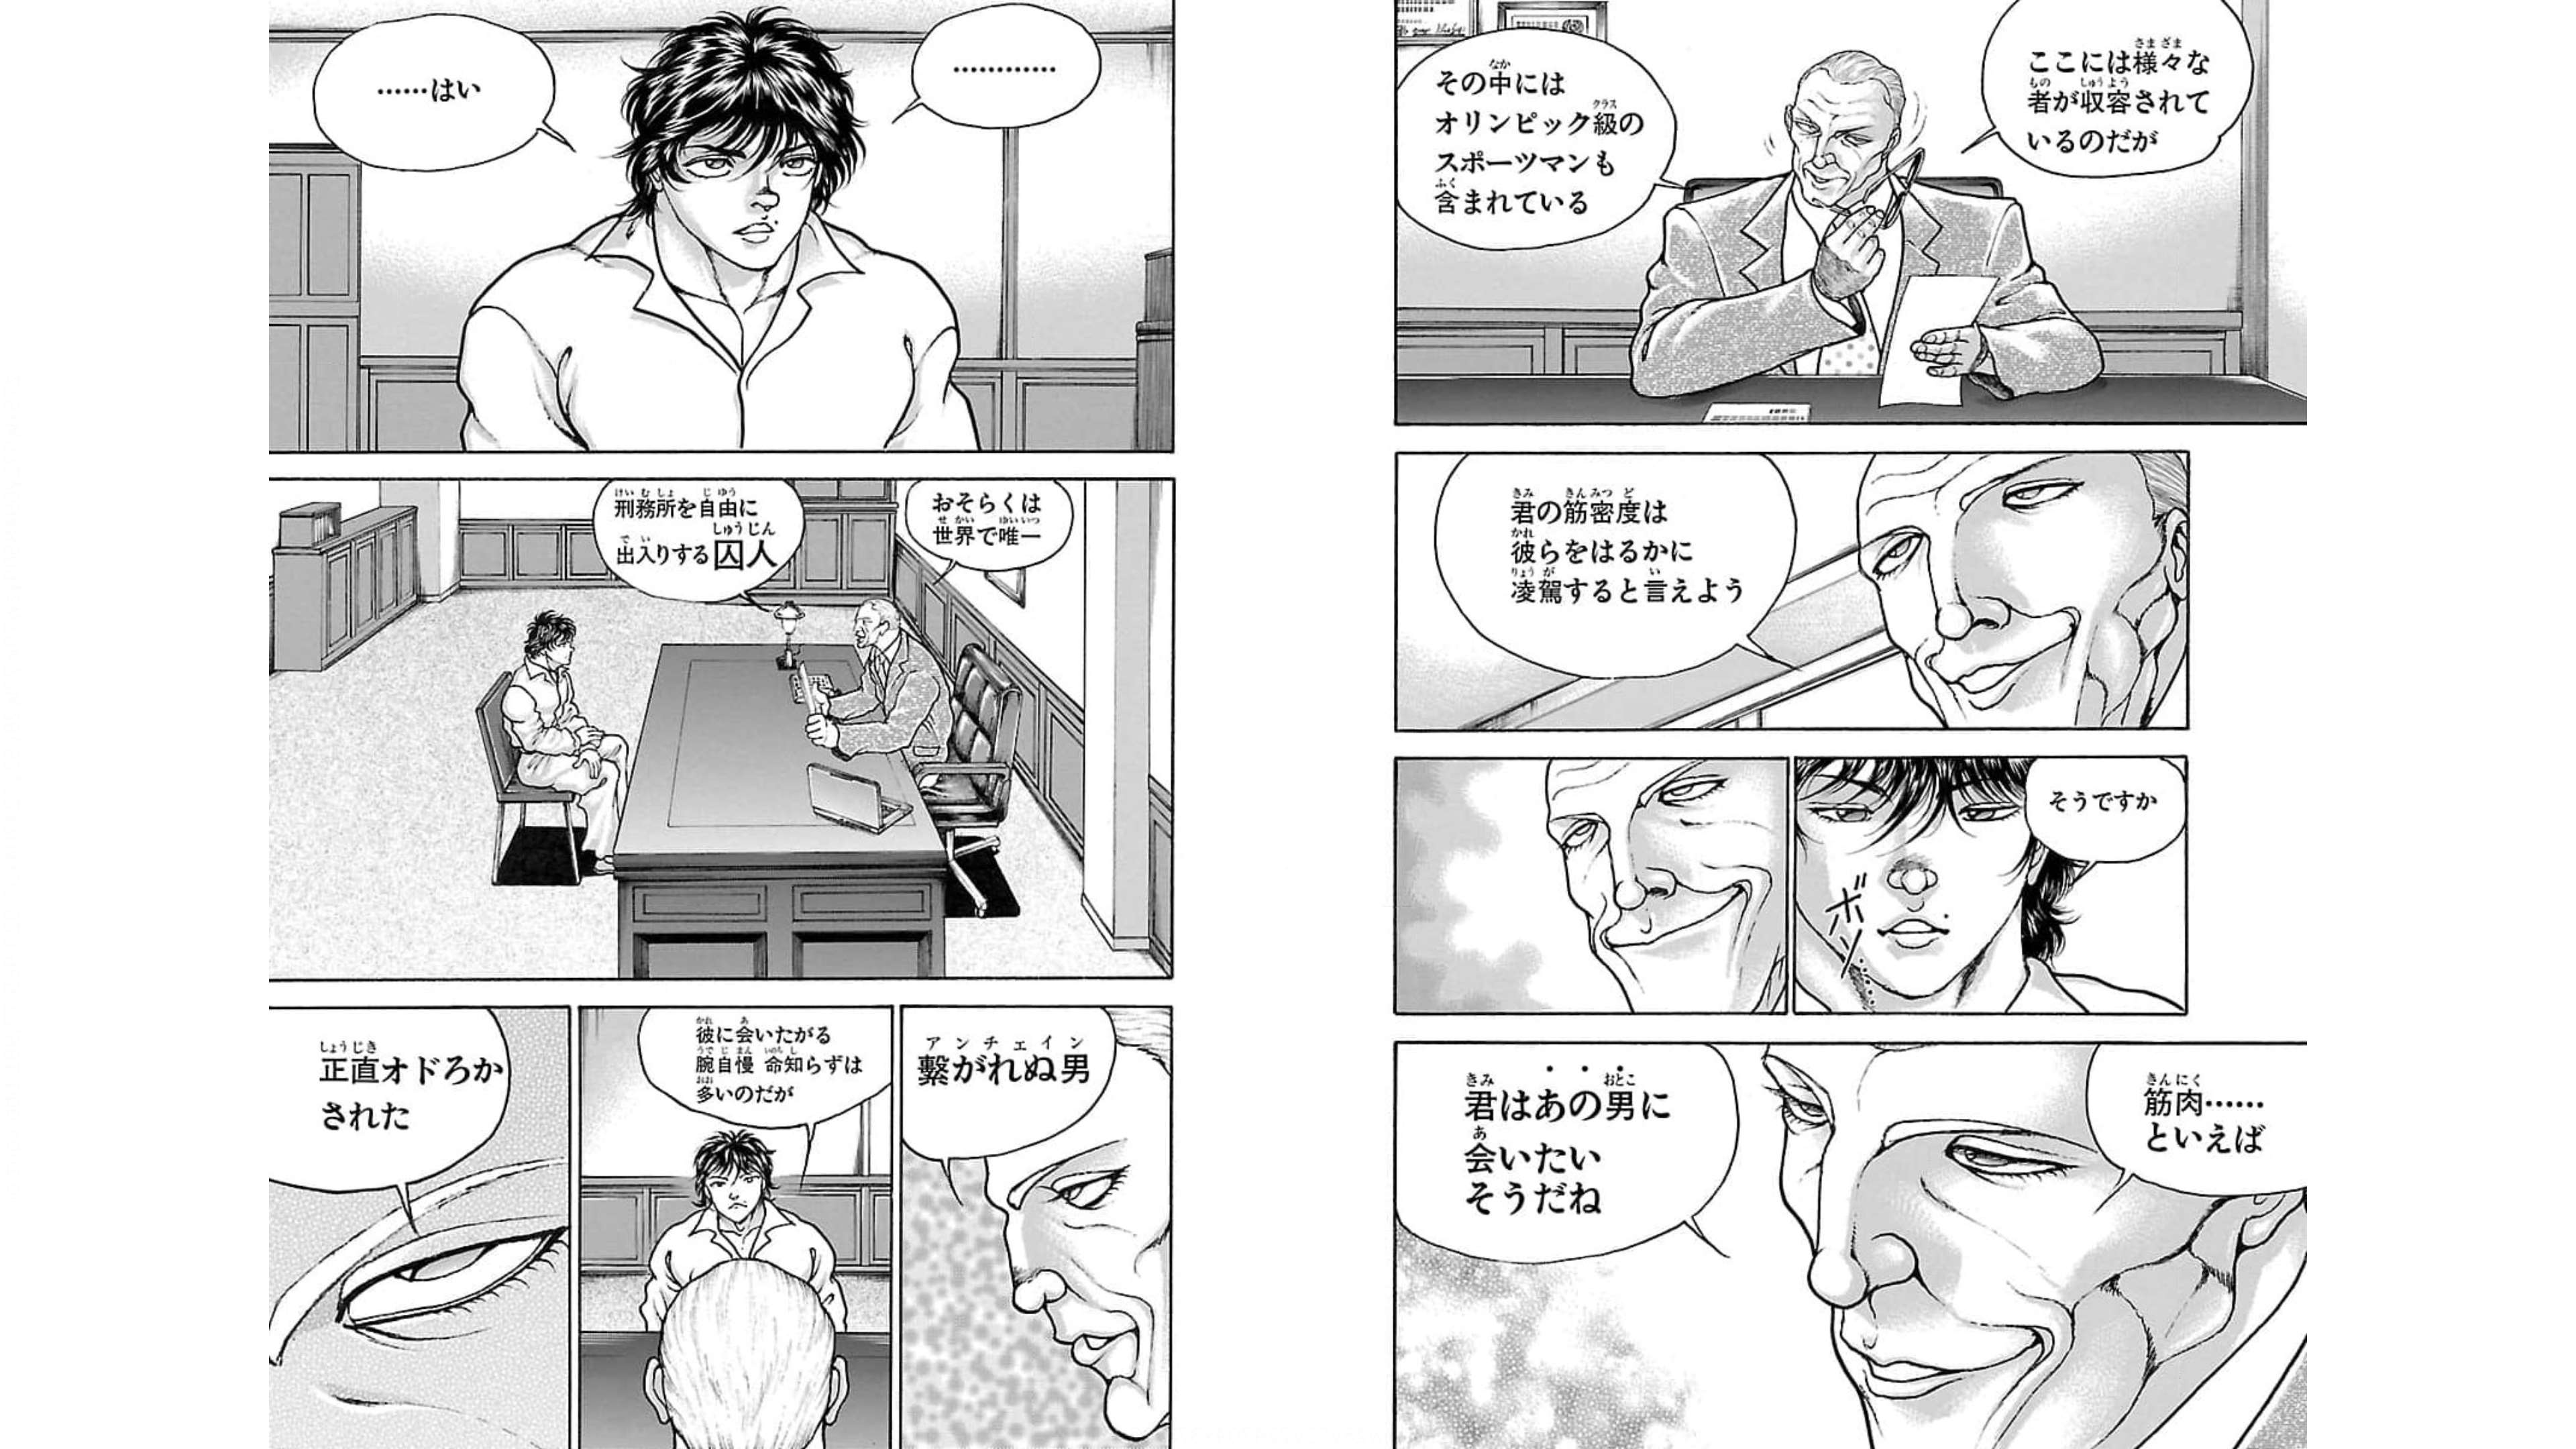 ここには様々な
者が収容されて
いるのだが
その中には
オリンピック級の
スポーツマンも
含まれている
君の筋密度は
彼らをはるかに
凌駕すると言えよう
そうですか
ボソ…
筋肉……
といえば
君はあの男に
会いたい
そうだね
…………
……はい
おそらくは
世界で唯一
刑務所を自由に
出入りする囚人
繋がれぬ男
アンチェイン
彼に会いたがる
腕自慢 命知らずは
多いのだが
正直オドろか
された